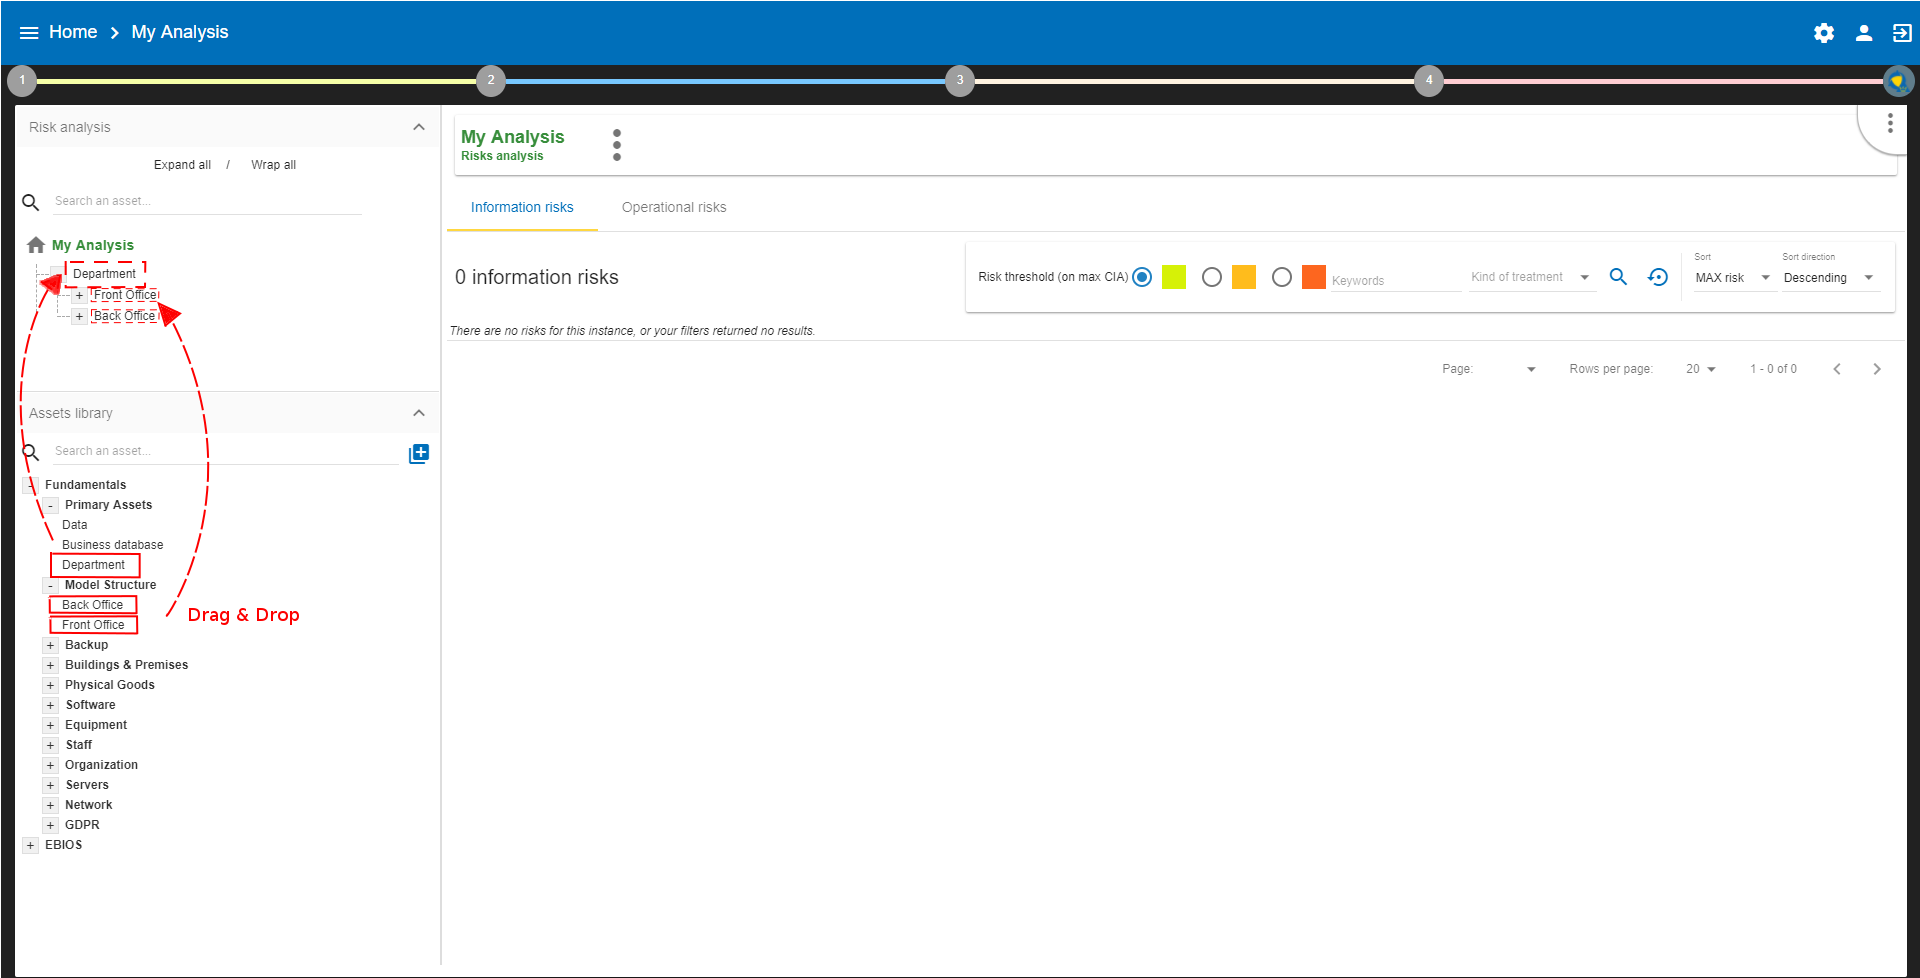 Home > My Analysis
1 2 3 4
Risk analysis
Expand all / Wrap all
Search an asset...
My Analysis
Department
+ Front Office
+ Back Office
Assets library
Search an asset...
- Fundamentals
- Primary Assets
Data
Business database
Department
- Model Structure
Back Office
Front Office
Drag & Drop
+ Backup
+ Buildings & Premises
+ Physical Goods
+ Software
+ Equipment
+ Staff
+ Organization
+ Servers
+ Network
+ GDPR
+ EBIOS
My Analysis
Risks analysis
Information risks Operational risks
0 information risks
Risk threshold (on max CIA) Keywords Kind of treatment
Sort Sort direction
MAX risk Descending
There are no risks for this instance, or your filters returned no results.
Page: Rows per page: 20 1 - 0 of 0